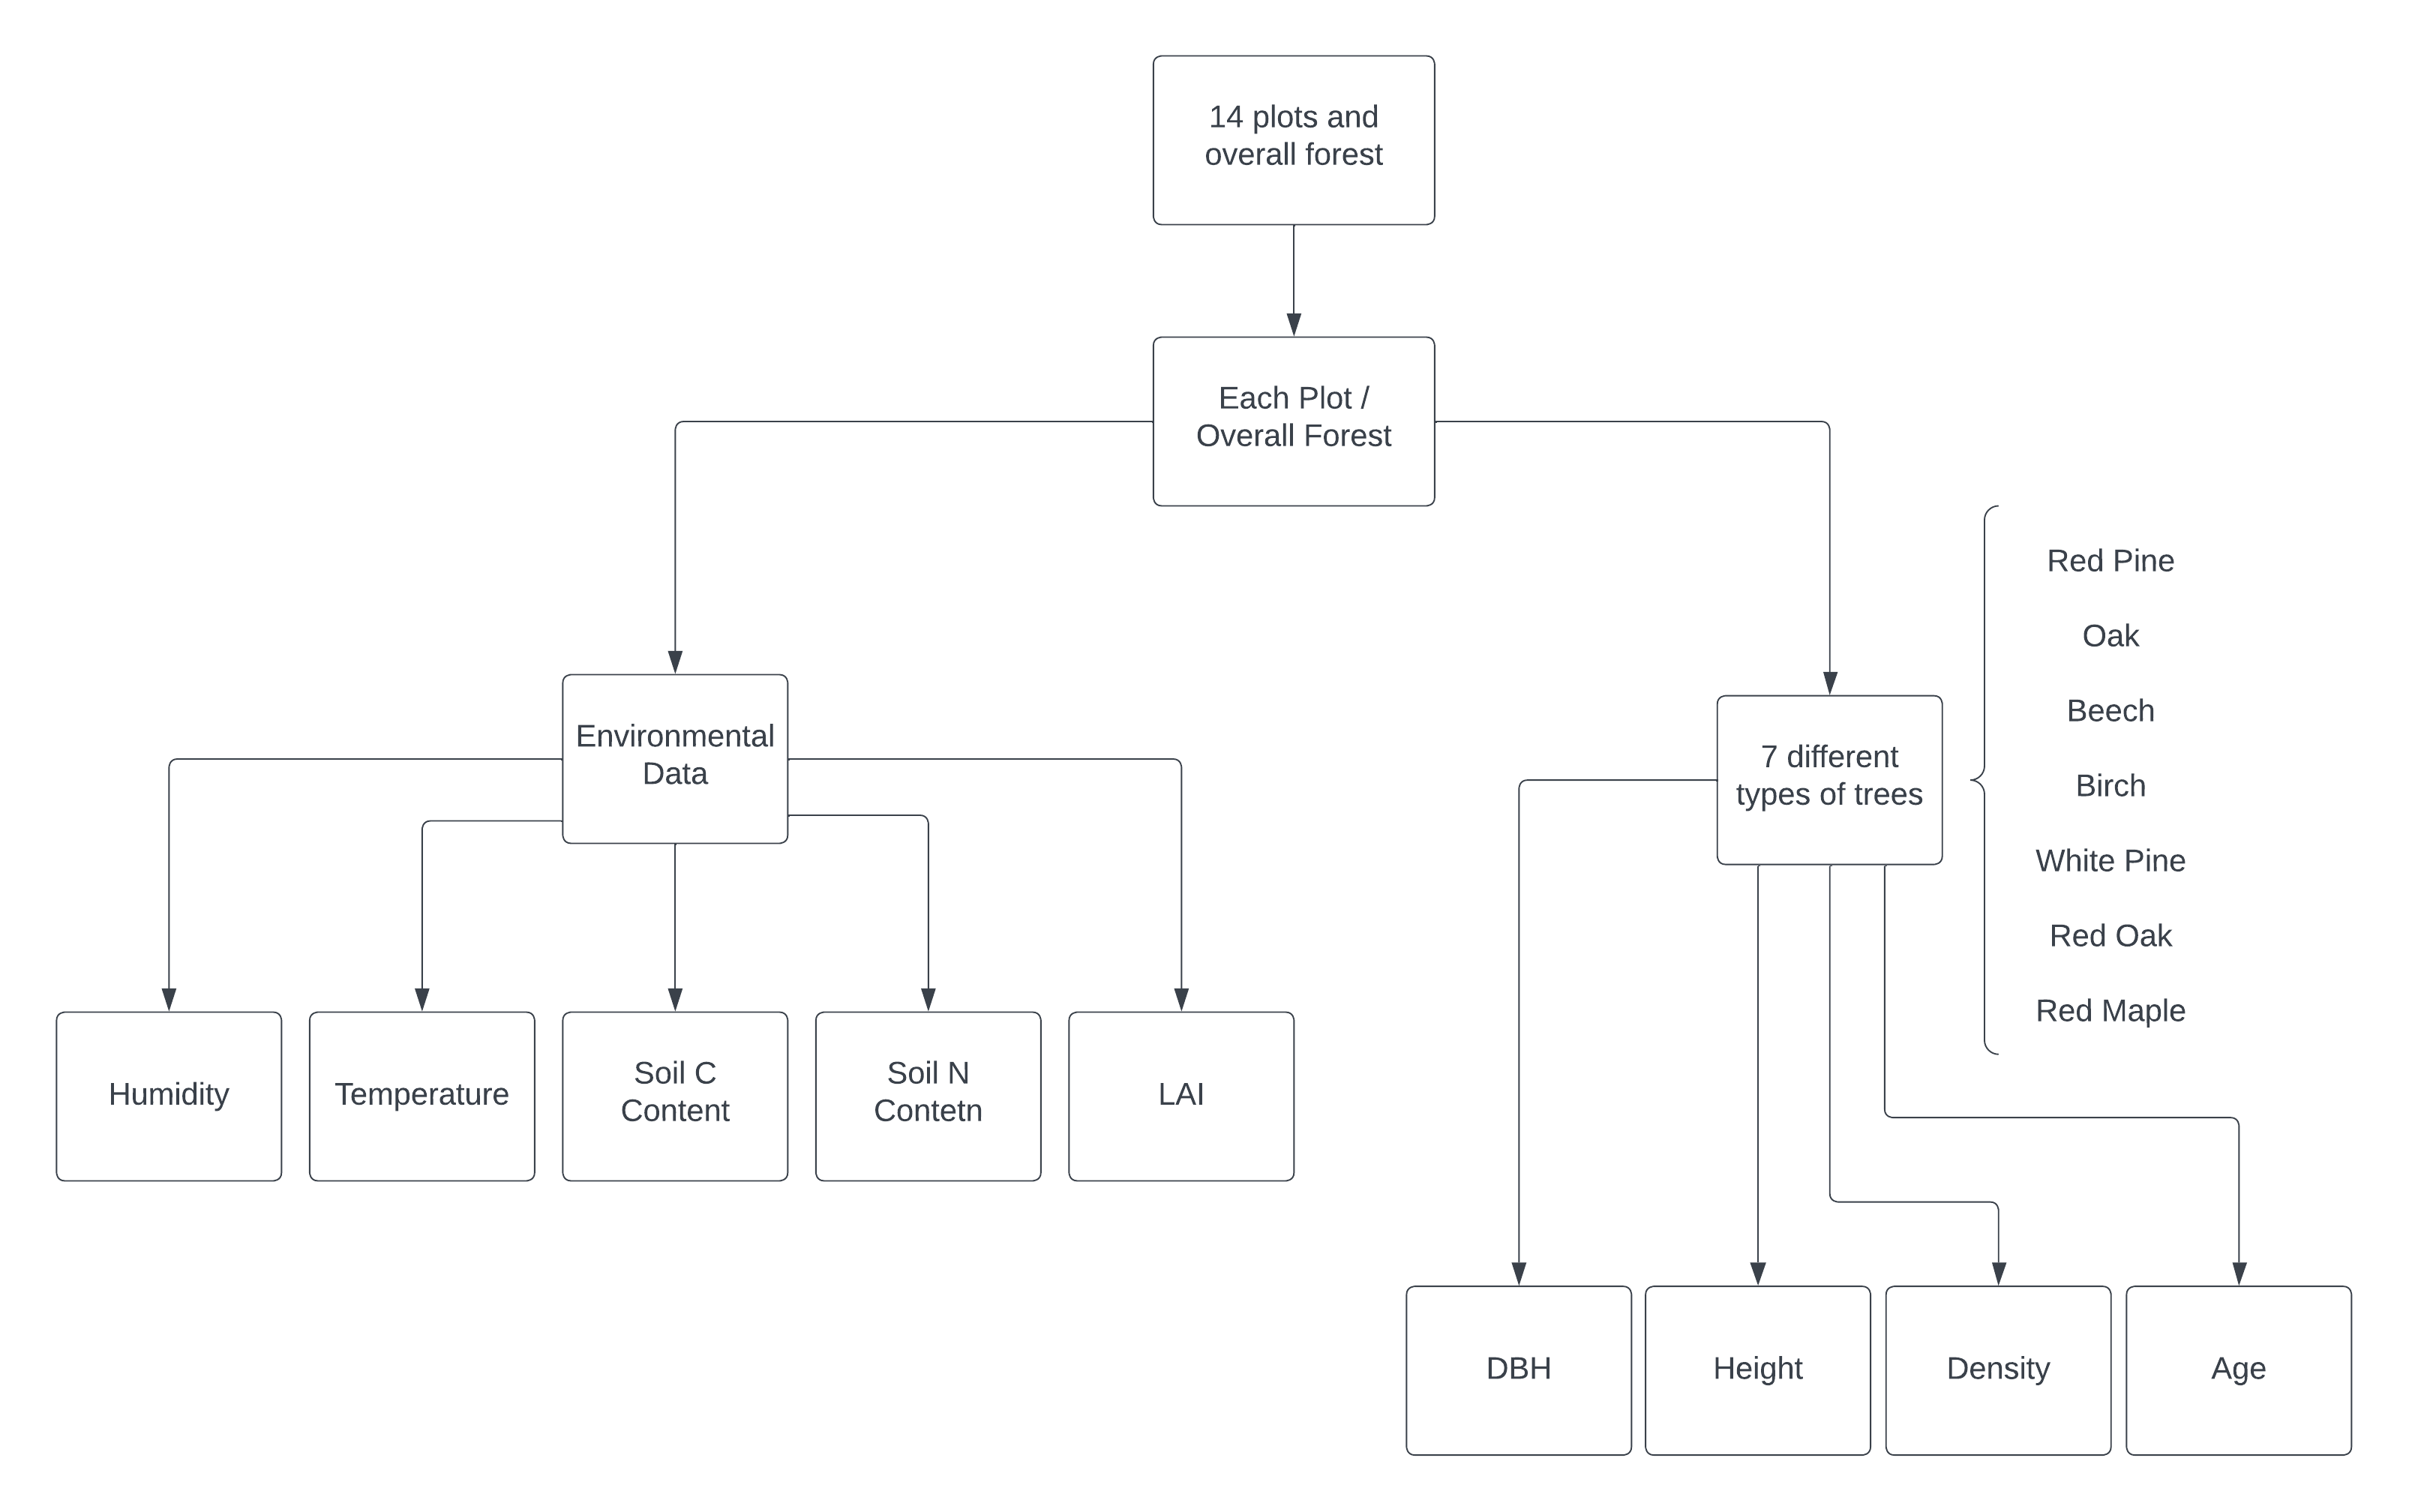 14 plots and
overall forest
Each Plot /
Overall Forest
Red Pine
Oak
Beech
Birch
White Pine
Red Oak
Red Maple
Environmental
Data
7 different
types of trees
Humidity
Temperature
Soil C
Content
Soil N
Contetn
LAI
DBH
Height
Density
Age